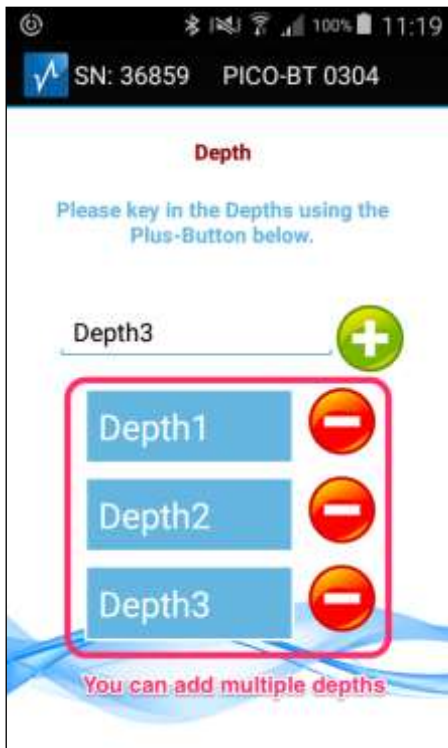 100% 11:19
SN: 36859 PICO-BT 0304
Depth
Please key in the Depths using the
Plus-Button below.
Depth3
Depth1
Depth2
Depth3
You can add multiple depths